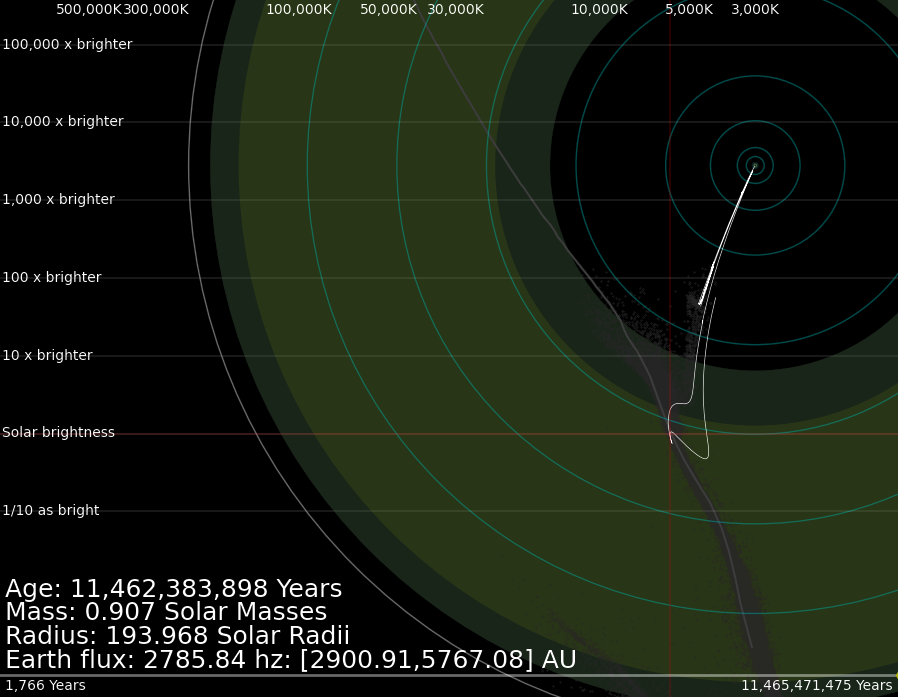 500,000K 300,000K 100,000K 50,000K 30,000K 10,000K 5,000K 3,000K
100,000 x brighter
10,000 x brighter
1,000 x brighter
100 x brighter
10 x brighter
Solar brightness
1/10 as bright
Age: 11,462,383,898 Years
Mass: 0.907 Solar Masses
Radius: 193.968 Solar Radii
Earth flux: 2785.84 hz: [2900.91,5767.08] AU
1,766 Years 11,465,471,475 Years